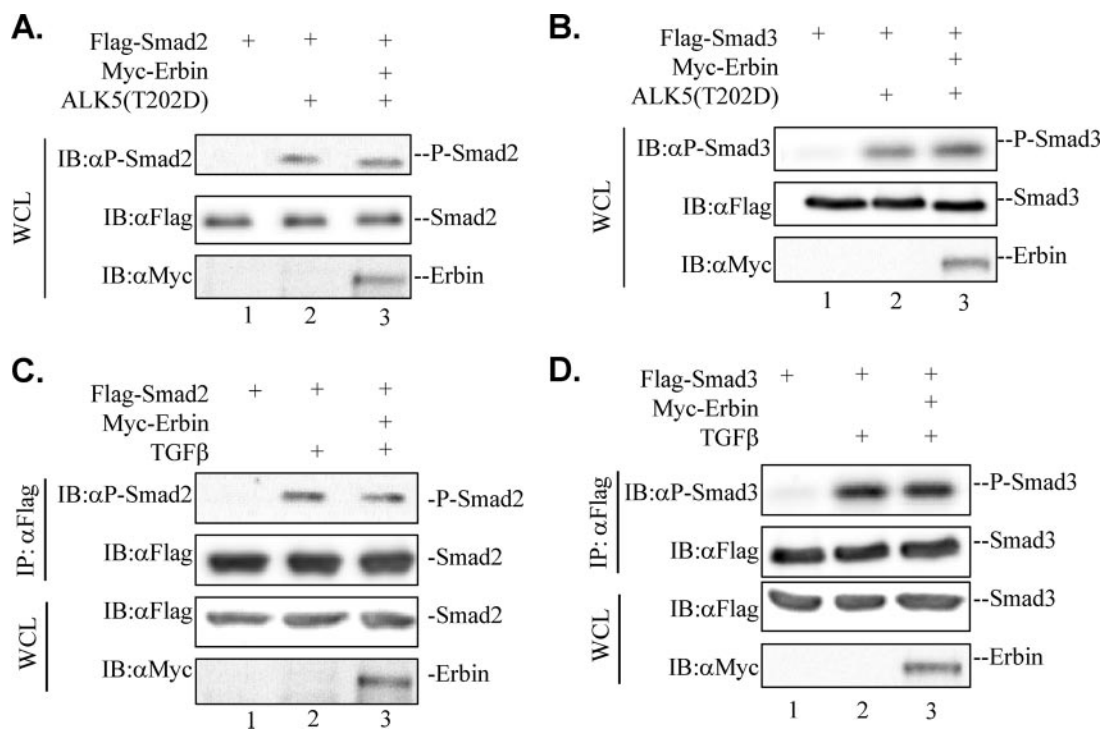 A.
Flag-Smad2 + + +
Myc-Erbin +
ALK5(T202D) + +
WCL
IB:αP-Smad2 --P-Smad2
IB:αFlag --Smad2
IB:αMyc --Erbin
1 2 3
B.
Flag-Smad3 + + +
Myc-Erbin +
ALK5(T202D) + +
WCL
IB:αP-Smad3 --P-Smad3
IB:αFlag --Smad3
IB:αMyc --Erbin
1 2 3
C.
Flag-Smad2 + + +
Myc-Erbin +
TGFβ + +
IP: αFlag
IB:αP-Smad2 -P-Smad2
IB:αFlag -Smad2
WCL
IB:αFlag -Smad2
IB:αMyc -Erbin
1 2 3
D.
Flag-Smad3 + + +
Myc-Erbin +
TGFβ + +
IP: αFlag
IB:αP-Smad3 --P-Smad3
IB:αFlag --Smad3
WCL
IB:αFlag --Smad3
IB:αMyc --Erbin
1 2 3